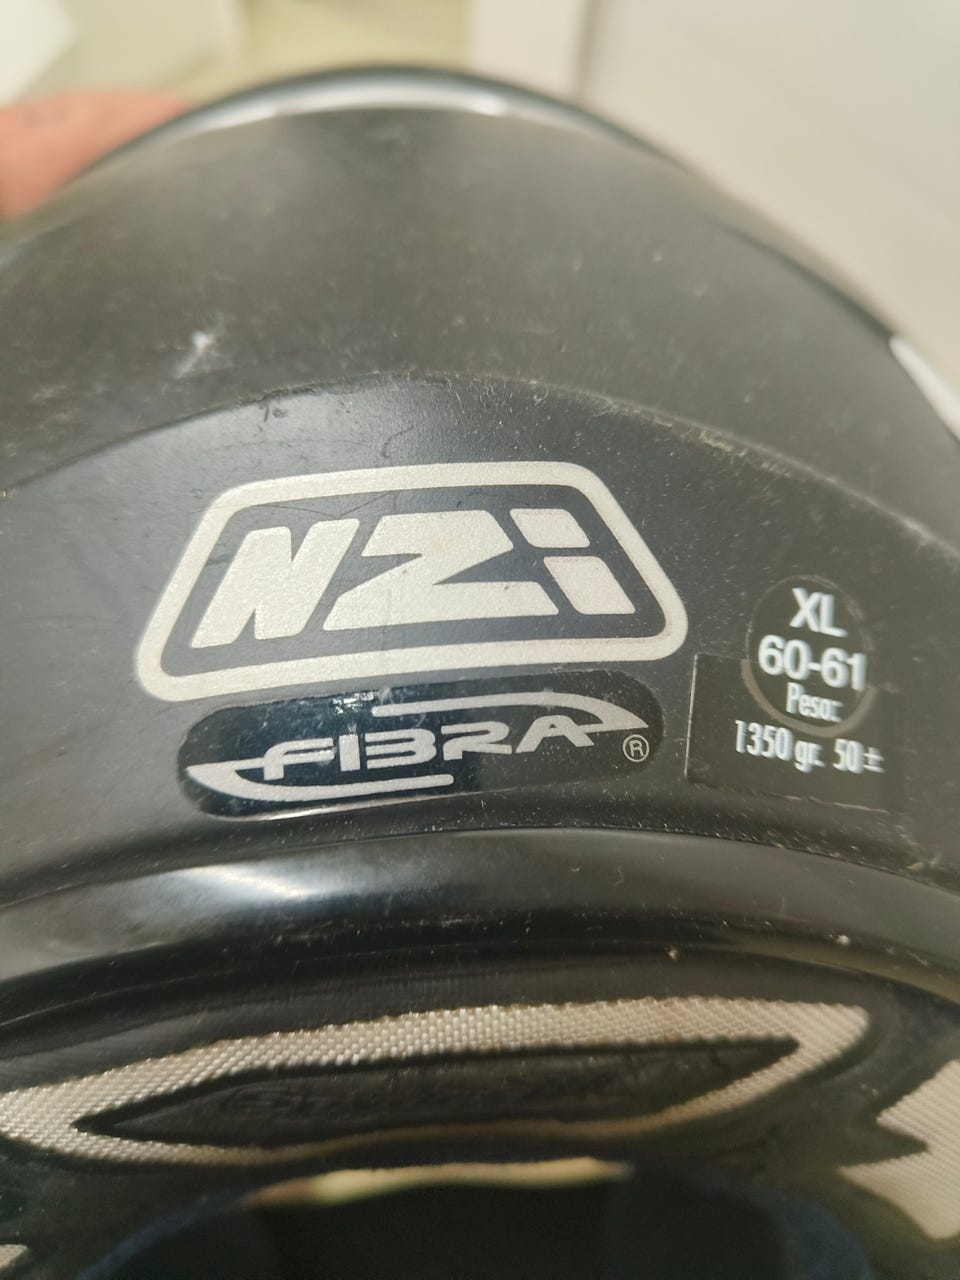 NZi
FIBRA ®
XL
60-61
Peso:
1350 gr. 50±